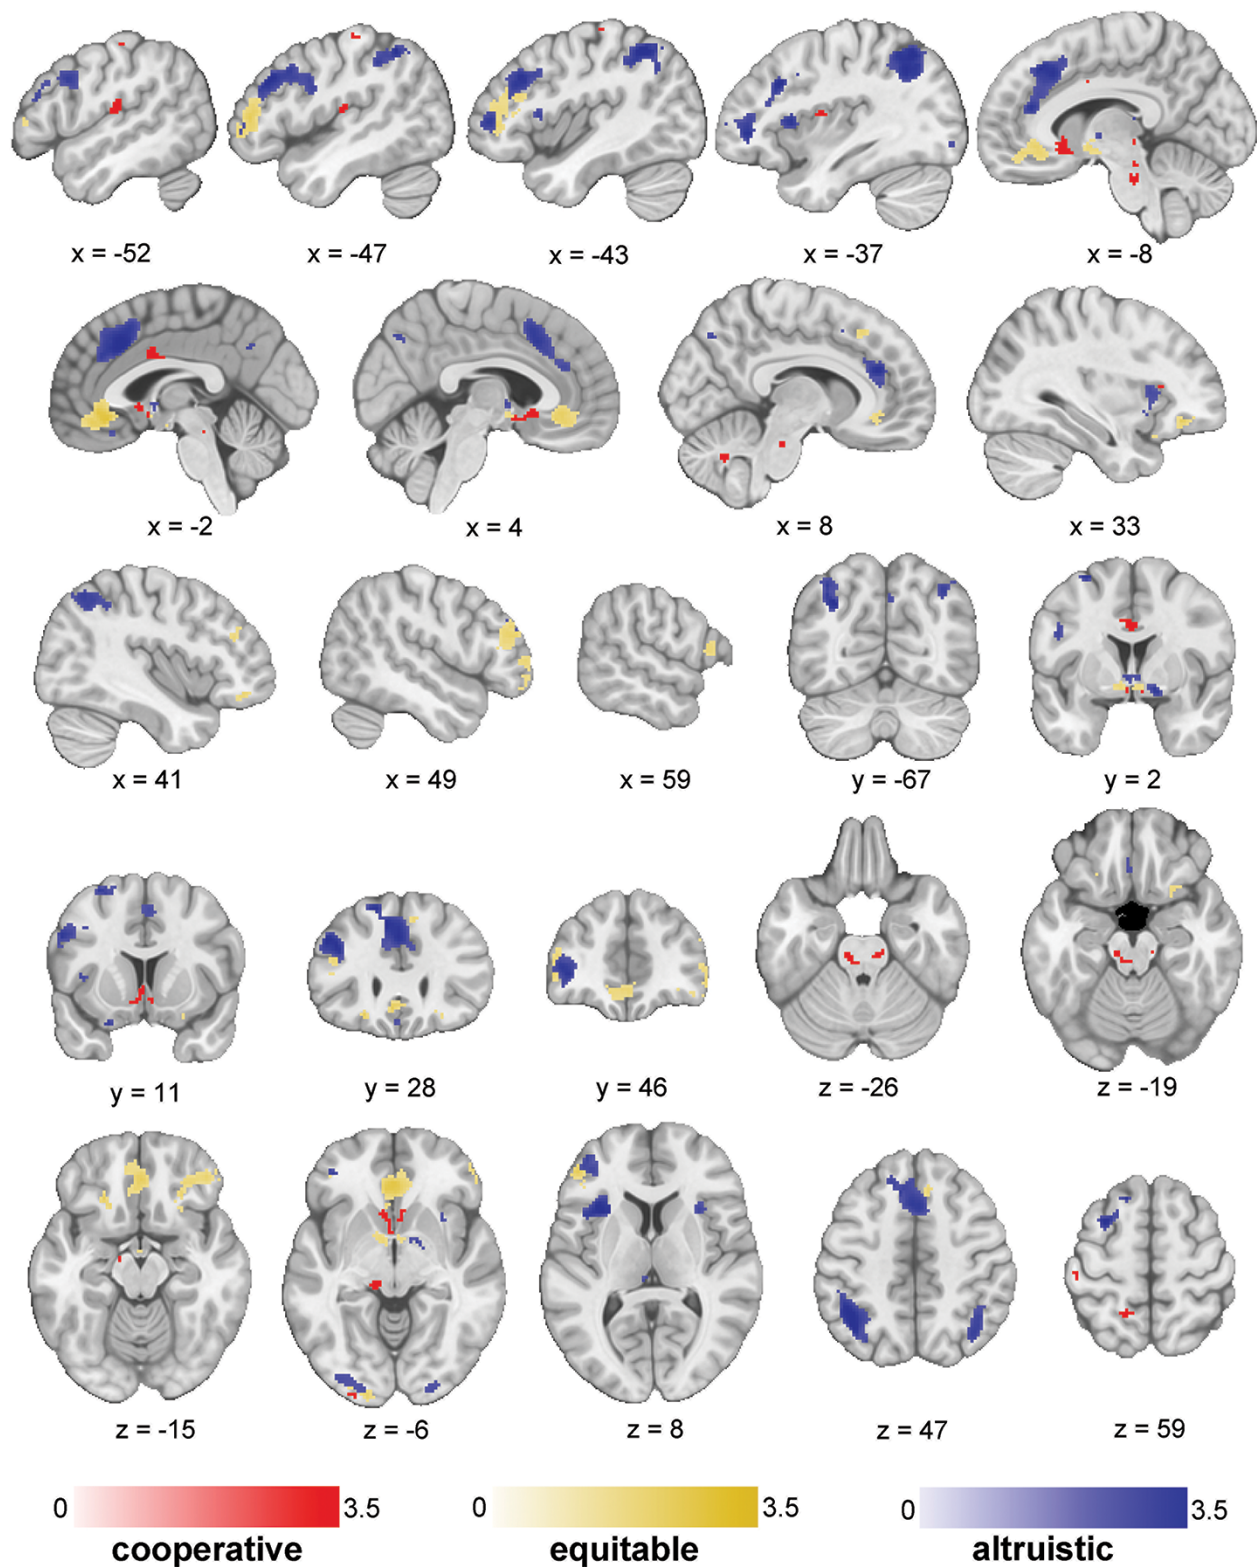 x = -52 x = -47 x = -43 x = -37 x = -8
x = -2 x = 4 x = 8 x = 33
x = 41 x = 49 x = 59 y = -67 y = 2
y = 11 y = 28 y = 46 z = -26 z = -19
z = -15 z = -6 z = 8 z = 47 z = 59
0 3.5 0 3.5 0 3.5
cooperative equitable altruistic